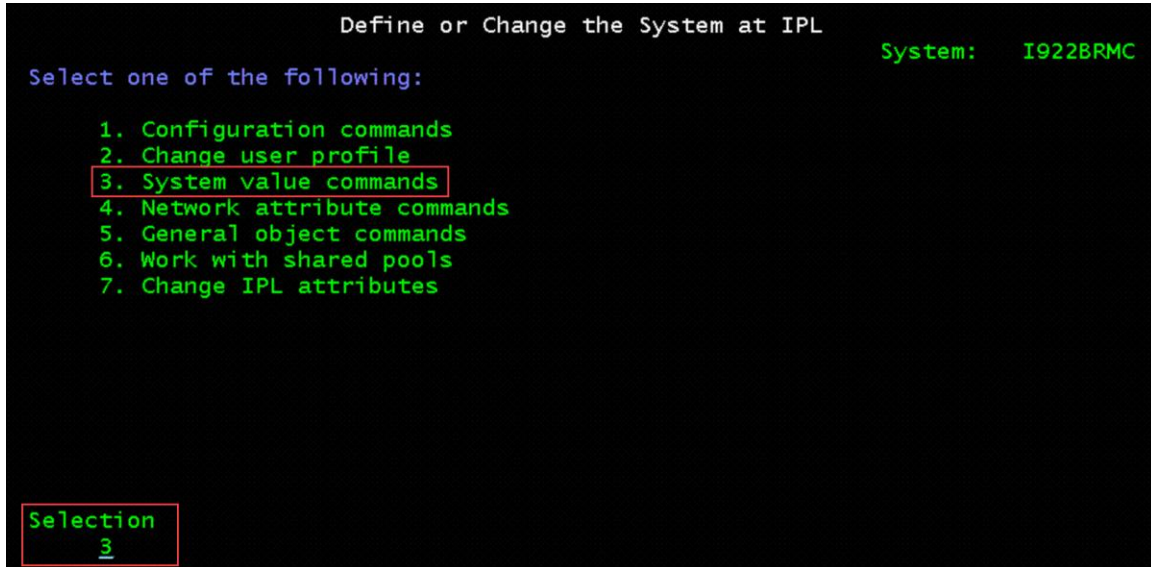 Define or Change the System at IPL
System: I922BRMC
Select one of the following:
1. Configuration commands
2. Change user profile
3. System value commands
4. Network attribute commands
5. General object commands
6. Work with shared pools
7. Change IPL attributes
Selection
3